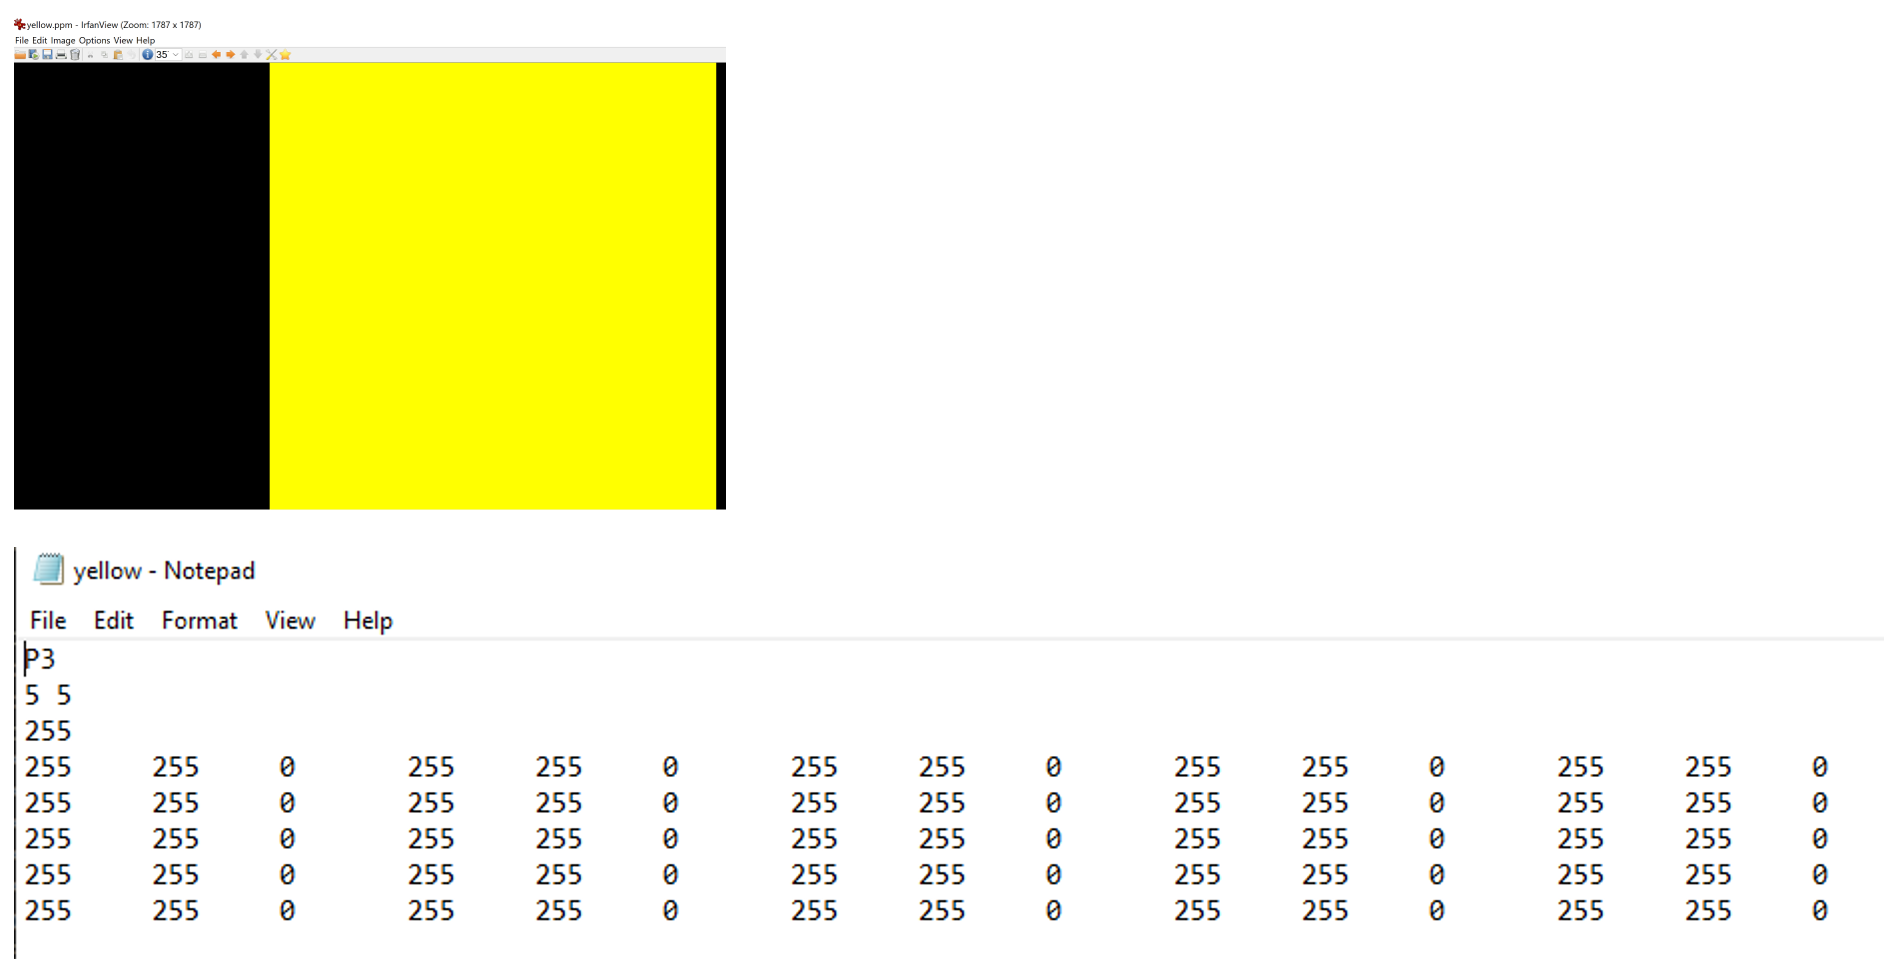 yellow.ppm - IrfanView (Zoom: 1787 x 1787)
File Edit Image Options View Help
35
yellow - Notepad
File Edit Format View Help
P3
5 5
255
255 255 0 255 255 0 255 255 0 255 255 0 255 255 0
255 255 0 255 255 0 255 255 0 255 255 0 255 255 0
255 255 0 255 255 0 255 255 0 255 255 0 255 255 0
255 255 0 255 255 0 255 255 0 255 255 0 255 255 0
255 255 0 255 255 0 255 255 0 255 255 0 255 255 0